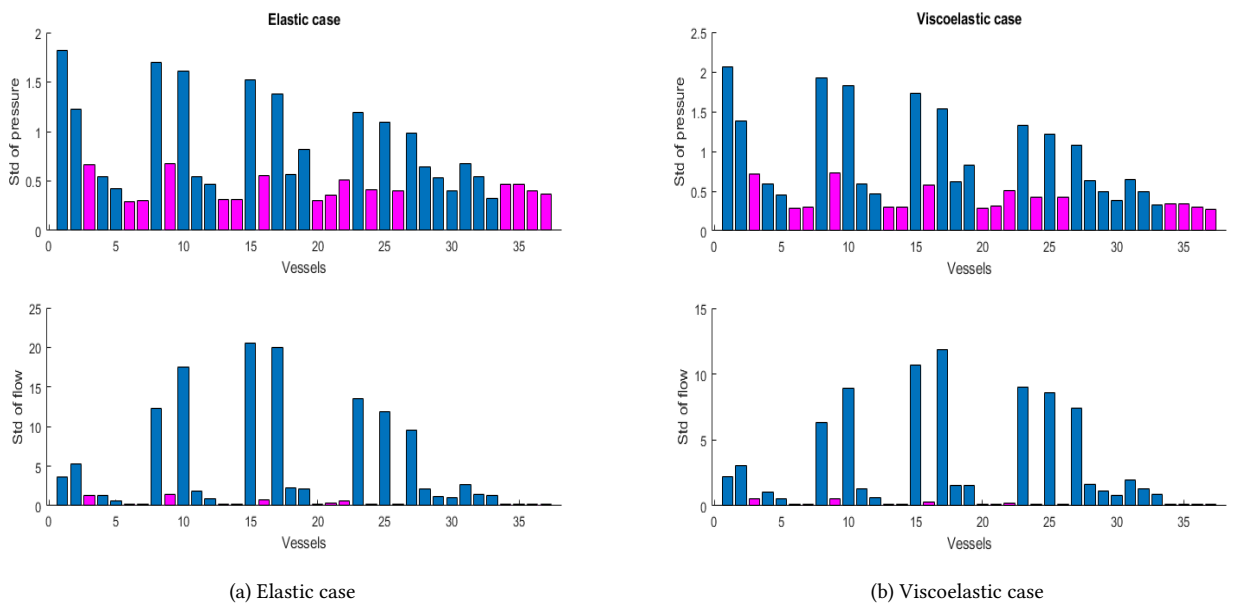 Elastic case
Std of pressure
2
1.5
1
0.5
0
0 5 10 15 20 25 30 35
Vessels
Viscoelastic case
Std of pressure
2.5
2
1.5
1
0.5
0
0 5 10 15 20 25 30 35
Vessels
Std of flow
25
20
15
10
5
0
0 5 10 15 20 25 30 35
Vessels
Std of flow
15
10
5
0
0 5 10 15 20 25 30 35
Vessels
(a) Elastic case
(b) Viscoelastic case